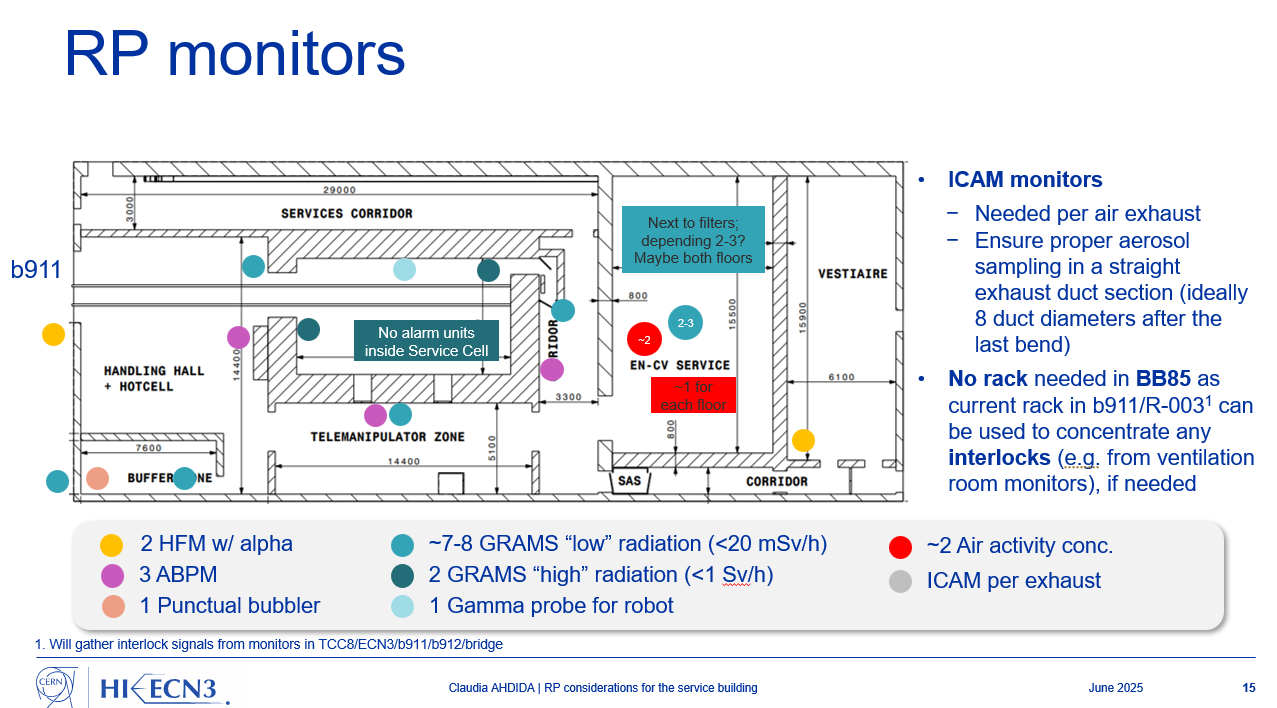 RP monitors
b911
29000
3000
SERVICES CORRIDOR
Next to filters;
depending 2-3?
Maybe both floors
VESTIAIRE
800
15500
15900
No alarm units
inside Service Cell
RIDOR
~2
2-3
EN-CV SERVICE
~1 for
each floor
HANDLING HALL
+ HOTCELL
14400
3300
6100
TELEMANIPULATOR ZONE
7600
14400
5100
800
BUFFER
NE
SAS
CORRIDOR
• ICAM monitors
− Needed per air exhaust
− Ensure proper aerosol
sampling in a straight
exhaust duct section (ideally
8 duct diameters after the
last bend)
• No rack needed in BB85 as
current rack in b911/R-003¹ can
be used to concentrate any
interlocks (e.g. from ventilation
room monitors), if needed
2 HFM w/ alpha
3 ABPM
1 Punctual bubbler
~7-8 GRAMS “low” radiation (<20 mSv/h)
2 GRAMS “high” radiation (<1 Sv/h)
1 Gamma probe for robot
~2 Air activity conc.
ICAM per exhaust
1. Will gather interlock signals from monitors in TCC8/ECN3/b911/b912/bridge
CERN
HI ECN3
Claudia AHDIDA | RP considerations for the service building
June 2025
15